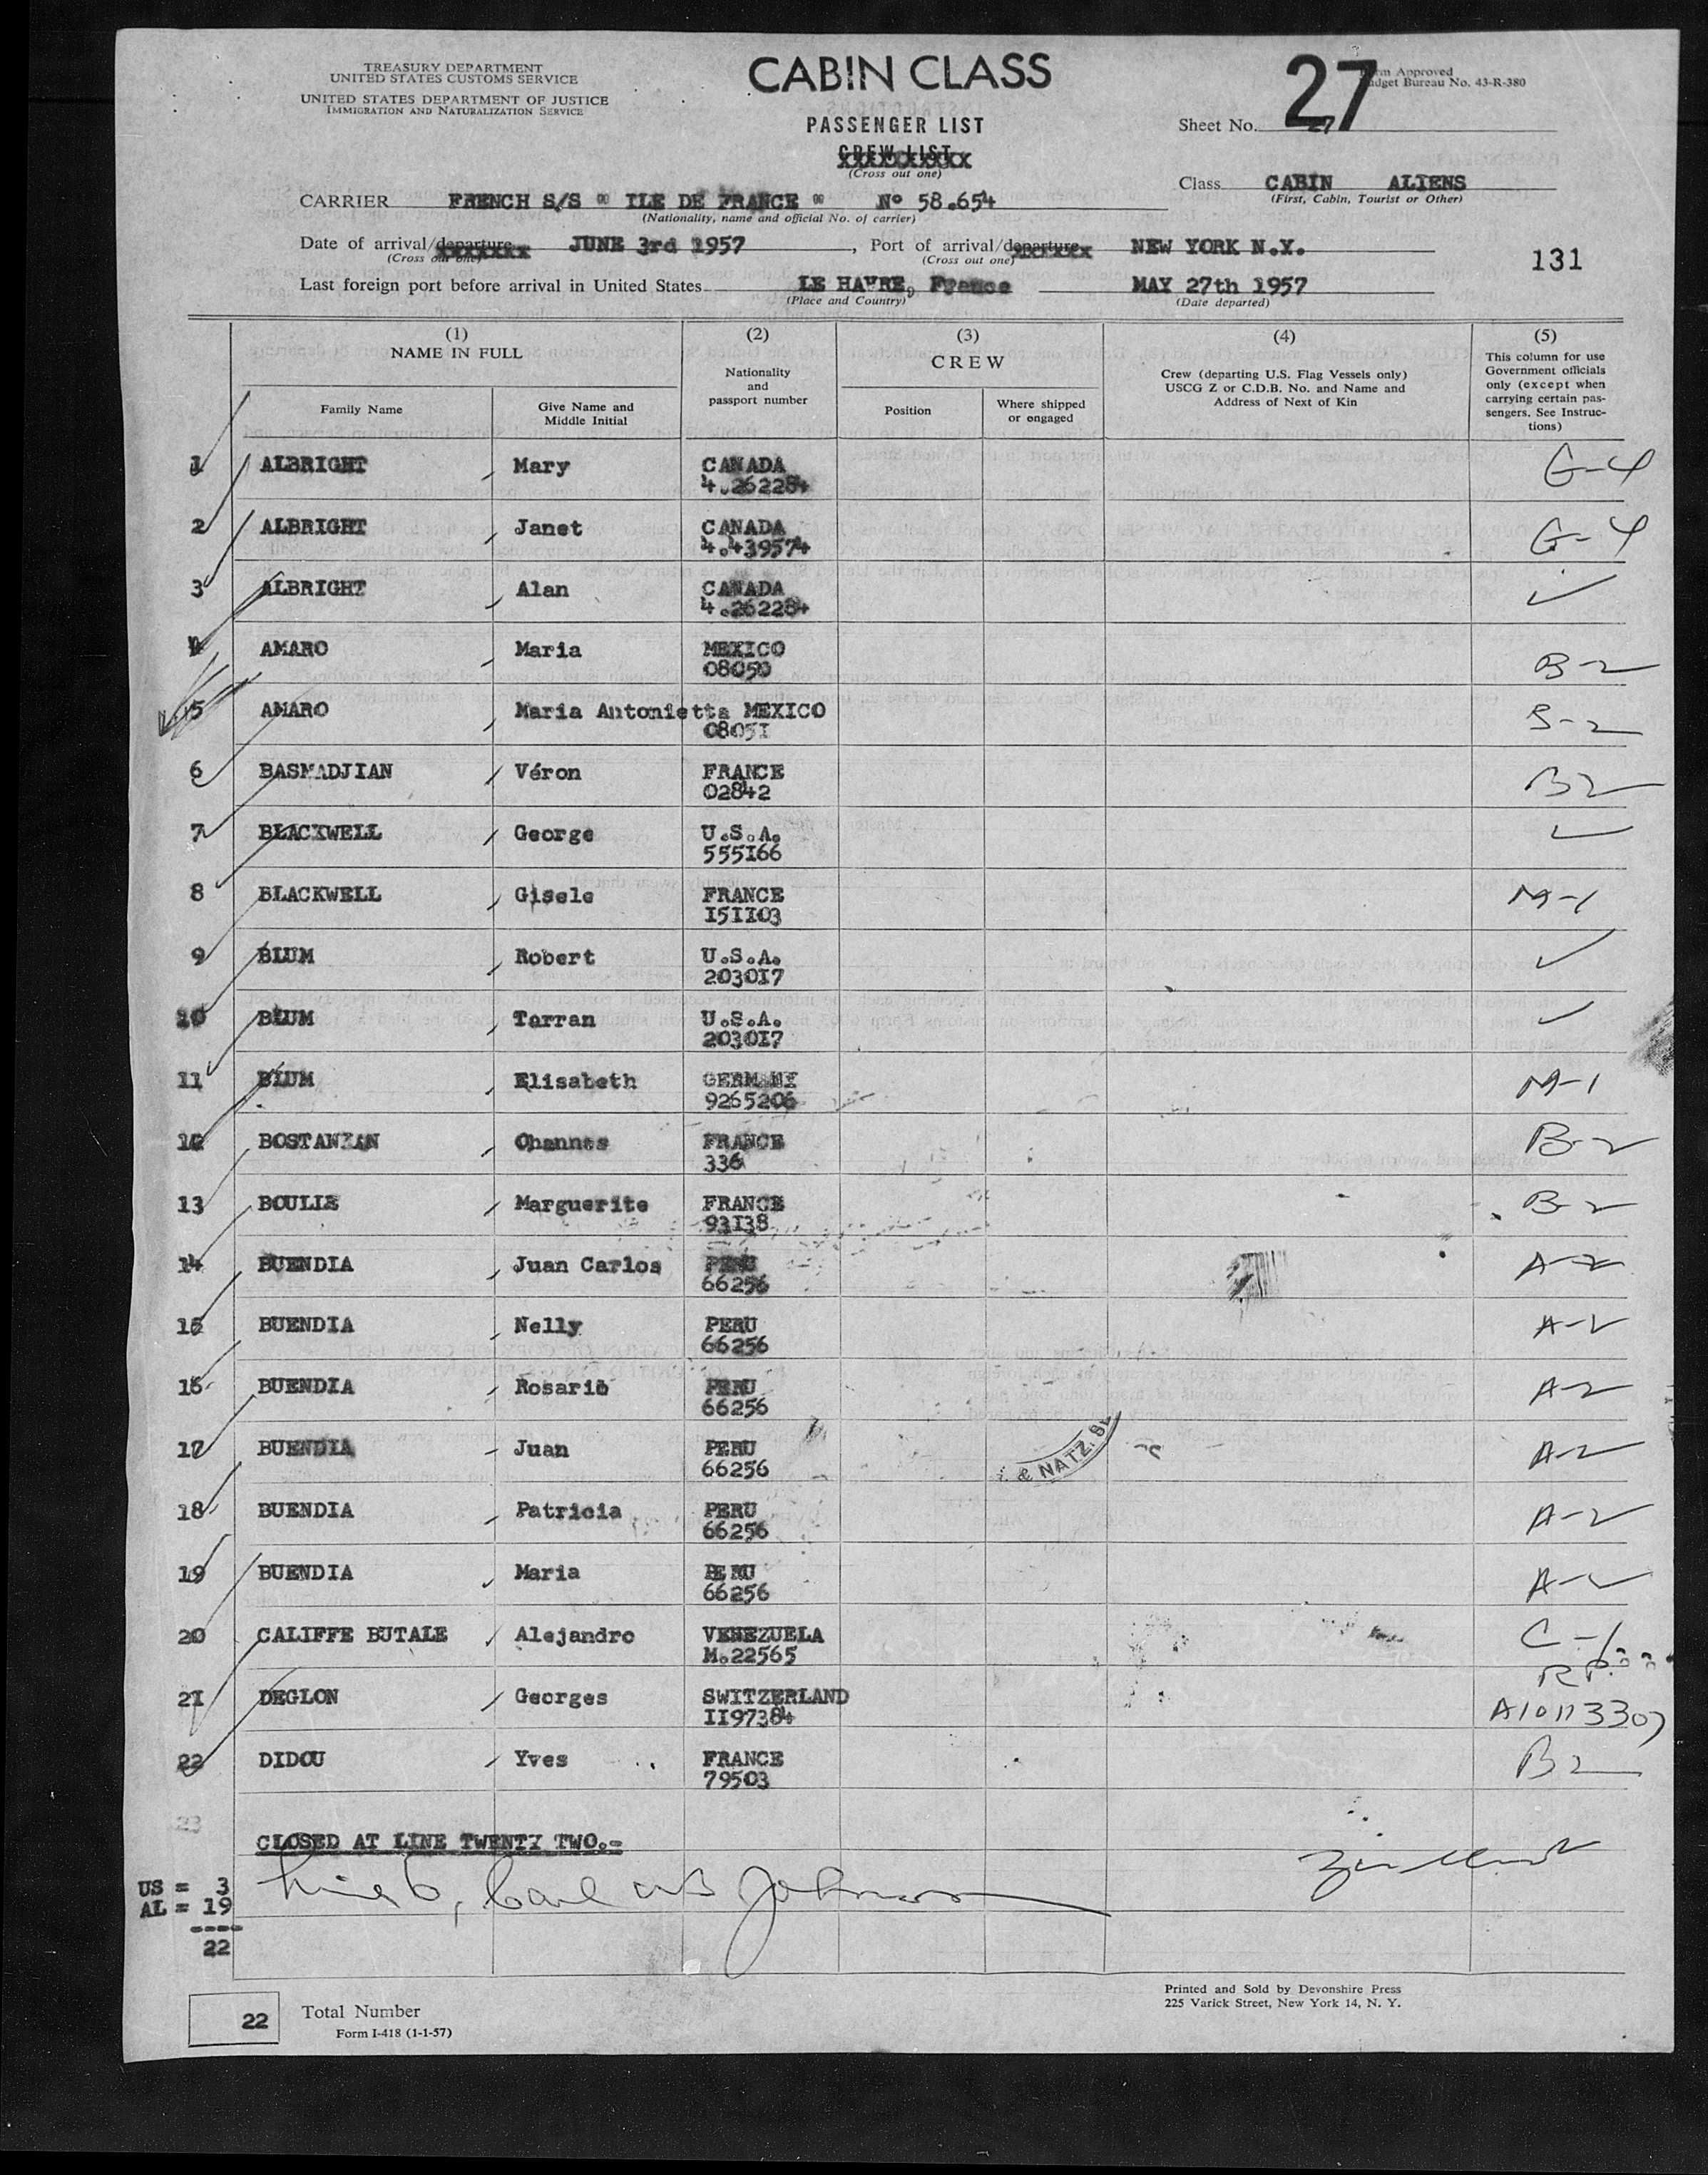 TREASURY DEPARTMENT
UNITED STATES CUSTOMS SERVICE
UNITED STATES DEPARTMENT OF JUSTICE
IMMIGRATION AND NATURALIZATION SERVICE
CABIN CLASS
PASSENGER LIST
CREW LIST
(Cross out one)
27
Form Approved
Budget Bureau No. 43-R-380
Sheet No. 27
Class CABIN ALIENS
(First, Cabin, Tourist or Other)
CARRIER FRENCH S/S " ILE DE FRANCE " No 58.654
(Nationality, name and official No. of carrier)
Date of arrival/departure JUNE 3rd 1957, Port of arrival/departure NEW YORK N.Y.
(Cross out one) (Cross out one)
131
Last foreign port before arrival in United States LE HAVRE, France MAY 27th 1957
(Place and Country) (Date departed)
(1) (2) (3) (4) (5)
NAME IN FULL
Family Name
Give Name and Middle Initial
Nationality and passport number
CREW
Position
Where shipped or engaged
Crew (departing U.S. Flag Vessels only)
USCG Z or C.D.B. No. and Name and
Address of Next of Kin
This column for use
Government officials
only (except when
carrying certain pas-
sengers. See Instruc-
tions)
1 ALBRIGHT , Mary CANADA G-4
4.262284
2 ALBRIGHT , Janet CANADA G-4
4.439574
3 ALBRIGHT , Alan CANADA ✓
4.262284
4 AMARO , Maria MEXICO B-2
08050
5 AMARO , Maria Antonietta MEXICO B-2
08051
6 BASMADJIAN , Véron FRANCE B2
02842
7 BLACKWELL , George U.S.A. ✓
555166
8 BLACKWELL , Gisele FRANCE M-1
151103
9 BLUM , Robert U.S.A. ✓
203017
10 BLUM , Tarran U.S.A. ✓
203017
11 BLUM , Elisabeth GERMANY M-1
9265206
12 BOSTANIAN , Ohannes FRANCE B-2
336
13 BOULIE , Marguerite FRANCE B-2
93138
14 BUENDIA , Juan Carlos PERU A-2
66256
15 BUENDIA , Nelly PERU A-2
66256
16 BUENDIA , Rosario PERU A-2
66256
17 BUENDIA - Juan PERU A-2
66256
& NATZ.
18 BUENDIA , Patricia PERU A-2
66256
19 BUENDIA , Maria PERU A-2
66256
20 CALIFFE BUTALE , Alejandro VENEZUELA C-1
M.22565
21 DEGLON , Georges SWITZERLAND RP
1197384 A10113307
22 DIDOU , Yves FRANCE B2
79503
23
CLOSED AT LINE TWENTY TWO.-
US = 3
AL = 19
----
22
Johnson
22 Total Number
Form I-418 (1-1-57)
Printed and Sold by Devonshire Press
225 Varick Street, New York 14, N. Y.